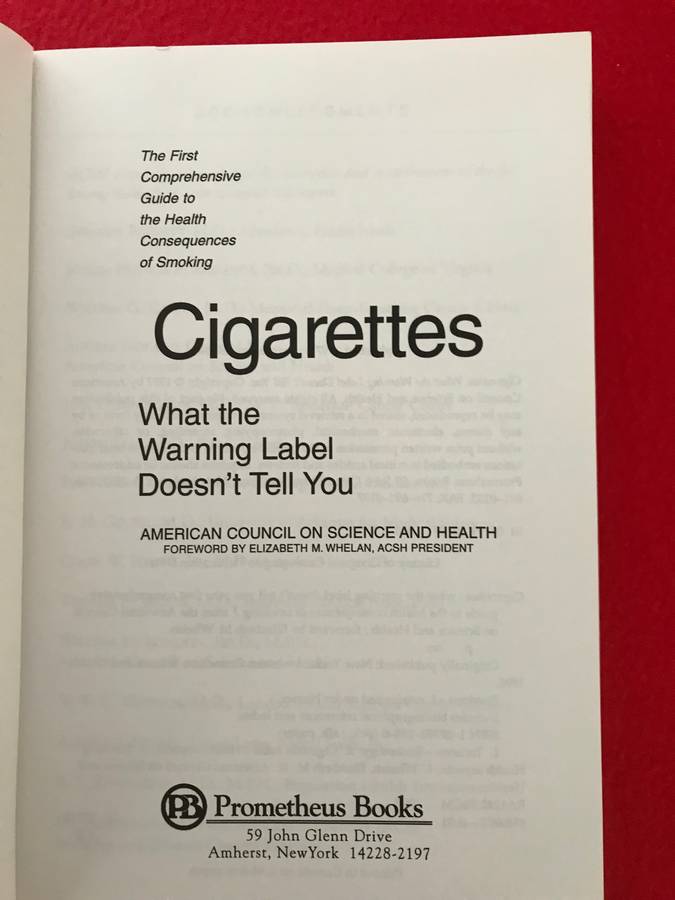 The First
Comprehensive
Guide to
the Health
Consequences
of Smoking
Cigarettes
What the
Warning Label
Doesn't Tell You
AMERICAN COUNCIL ON SCIENCE AND HEALTH
FOREWORD BY ELIZABETH M. WHELAN, ACSH PRESIDENT
PB Prometheus Books
59 John Glenn Drive
Amherst, NewYork 14228-2197